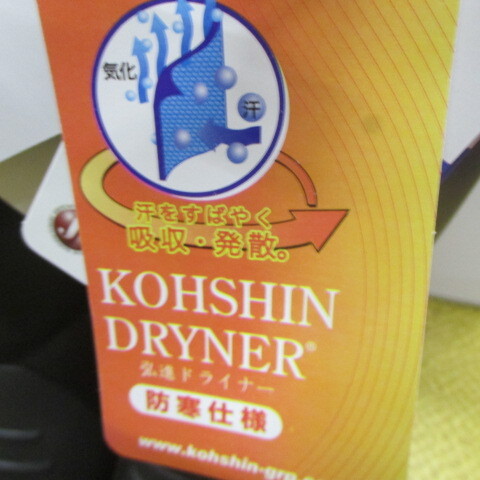 気化
汗
汗をすばやく
吸収・発散。
KOHSHIN
DRYNER®
弘進ドライナー
防寒仕様
www.kohshin-grp.c